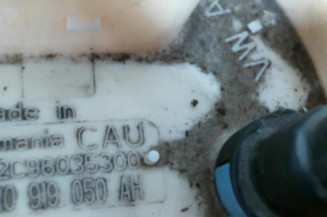 VW A
ade in
mania CAU
2C96035300
0 919 050 AH